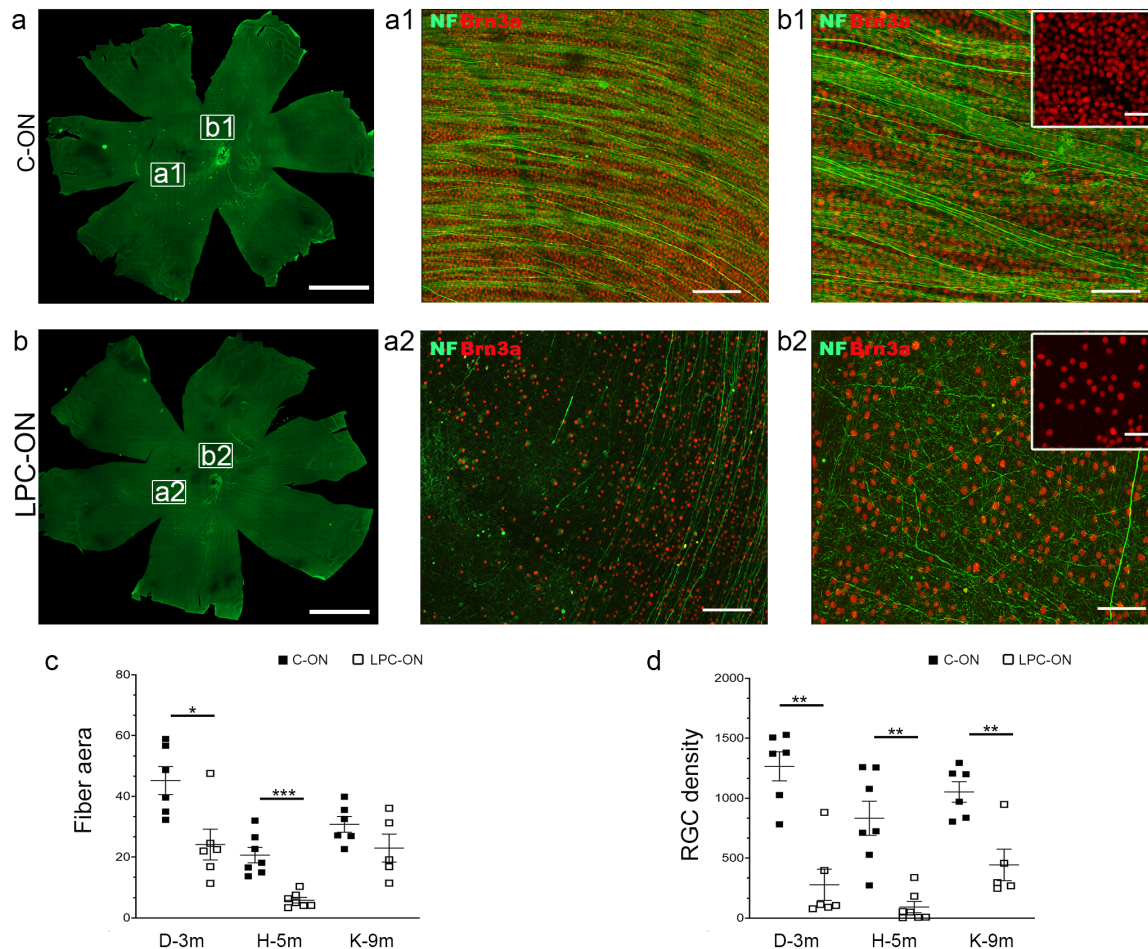 a
C-ON
b1
a1
a1
NF Brn3a
b1
NF Brn3a
b
LPC-ON
b2
a2
a2
NF Brn3a
b2
NF Brn3a
c
C-ON LPC-ON
Fiber aera
80
60
40
20
0
*
***
D-3m H-5m K-9m
d
C-ON LPC-ON
RGC density
2000
1500
1000
500
0
**
**
**
D-3m H-5m K-9m